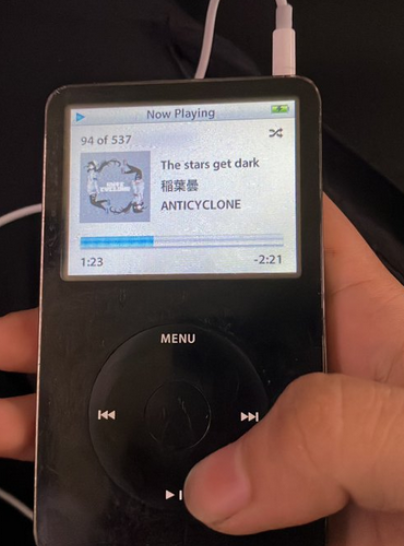 Now Playing
94 of 537
The stars get dark
稲葉曇
ANTICYCLONE
1:23 -2:21
MENU